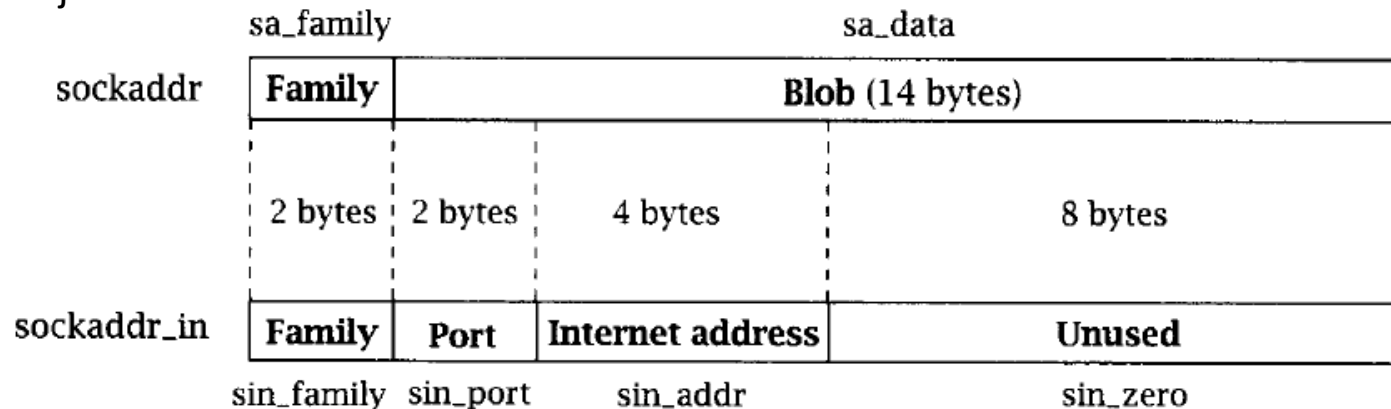 sa_family sa_data
sockaddr Family Blob (14 bytes)
2 bytes 2 bytes 4 bytes 8 bytes
sockaddr_in Family Port Internet address Unused
sin_family sin_port sin_addr sin_zero